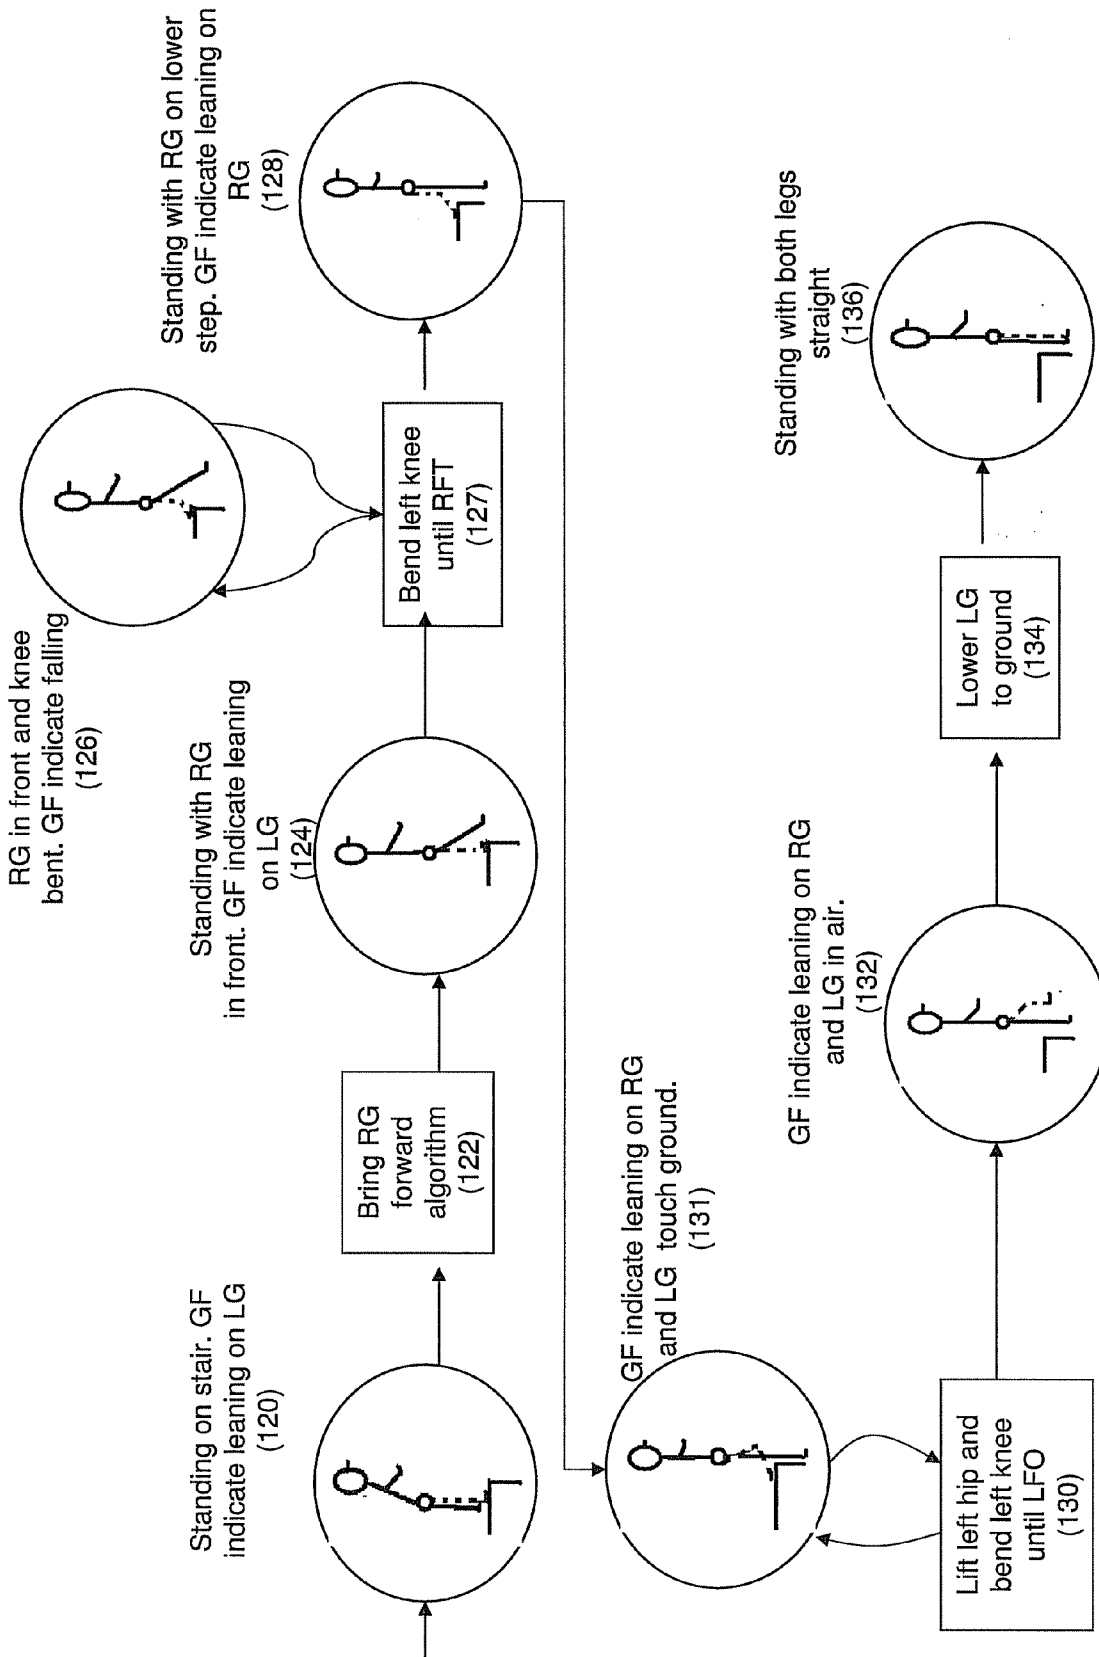 Standing on stair. GF
indicate leaning on LG
(120)
Bring RG
forward
algorithm
(122)
Standing with RG
in front. GF indicate leaning
on LG
(124)
RG in front and knee
bent. GF indicate falling
(126)
Bend left knee
until RFT
(127)
Standing with RG on lower
step. GF indicate leaning on
RG
(128)
GF indicate leaning on RG
and LG touch ground.
(131)
Lift left hip and
bend left knee
until LFO
(130)
GF indicate leaning on RG
and LG in air.
(132)
Lower LG
to ground
(134)
Standing with both legs
straight
(136)